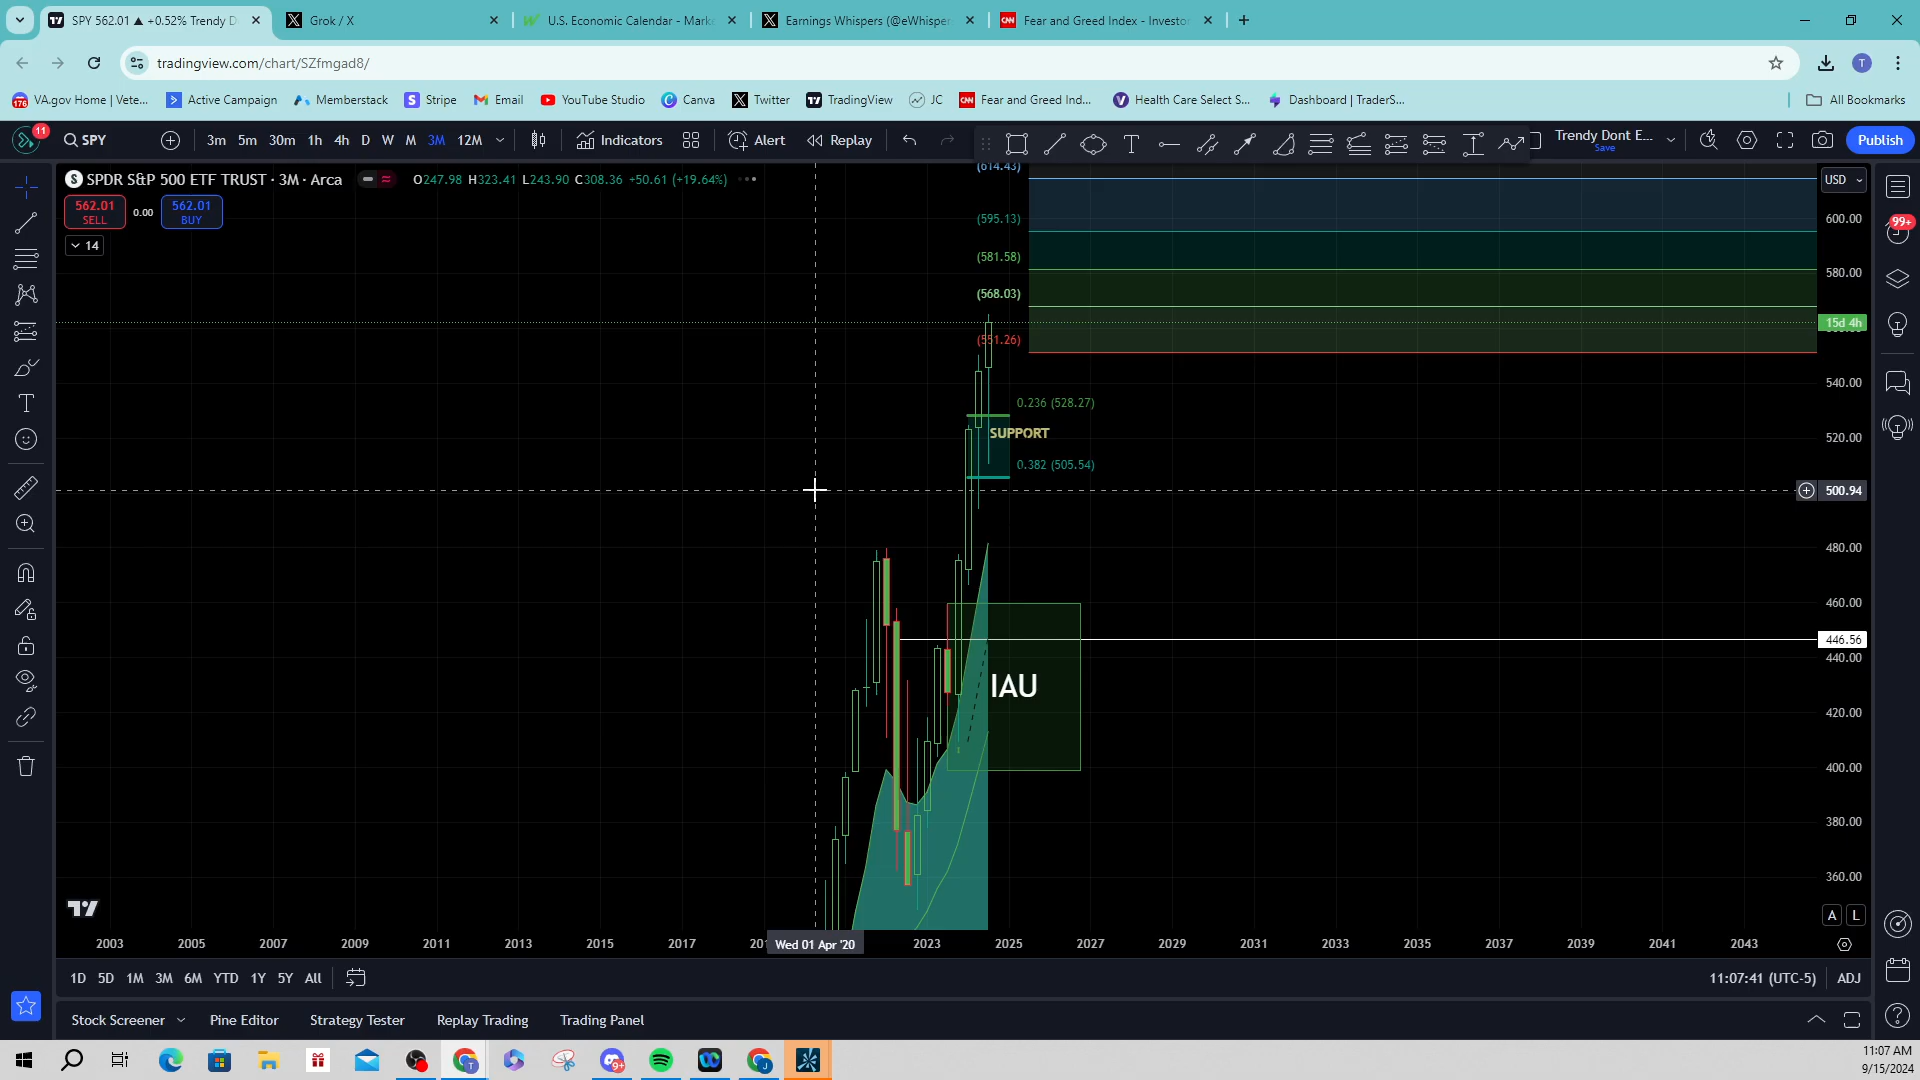 SPY 562.01 ▲ +0.52% Trendy D
Grok / X
U.S. Economic Calendar - Mark
Earnings Whispers (@eWhisper
Fear and Greed Index - Investo
tradingview.com/chart/SZfmgad8/
T
176
VA.gov Home | Vete...
Active Campaign
Memberstack
Stripe
Email
YouTube Studio
Canva
Twitter
TradingView
JC
Fear and Greed Ind...
Health Care Select S...
Dashboard | TraderS...
All Bookmarks
11
SPY
3m 5m 30m 1h 4h D W M 3M 12M
Indicators
Alert
Replay
Trendy Dont E...
Save
Publish
SPDR S&P 500 ETF TRUST · 3M · Arca
O247.98 H323.41 L243.90 C308.36 +50.61 (+19.64%)
562.01
SELL
0.00
562.01
BUY
14
USD
99+
(614.43)
(595.13)
(581.58)
(568.03)
(551.26)
0.236 (528.27)
SUPPORT
0.382 (505.54)
IAU
600.00
580.00
15d 4h
540.00
520.00
500.94
480.00
460.00
446.56
440.00
420.00
400.00
380.00
360.00
A L
2003 2005 2007 2009 2011 2013 2015 2017 Wed 01 Apr '20 2023 2025 2027 2029 2031 2033 2035 2037 2039 2041 2043
1D 5D 1M 3M 6M YTD 1Y 5Y All
11:07:41 (UTC-5) ADJ
Stock Screener Pine Editor Strategy Tester Replay Trading Trading Panel
11:07 AM
9/15/2024